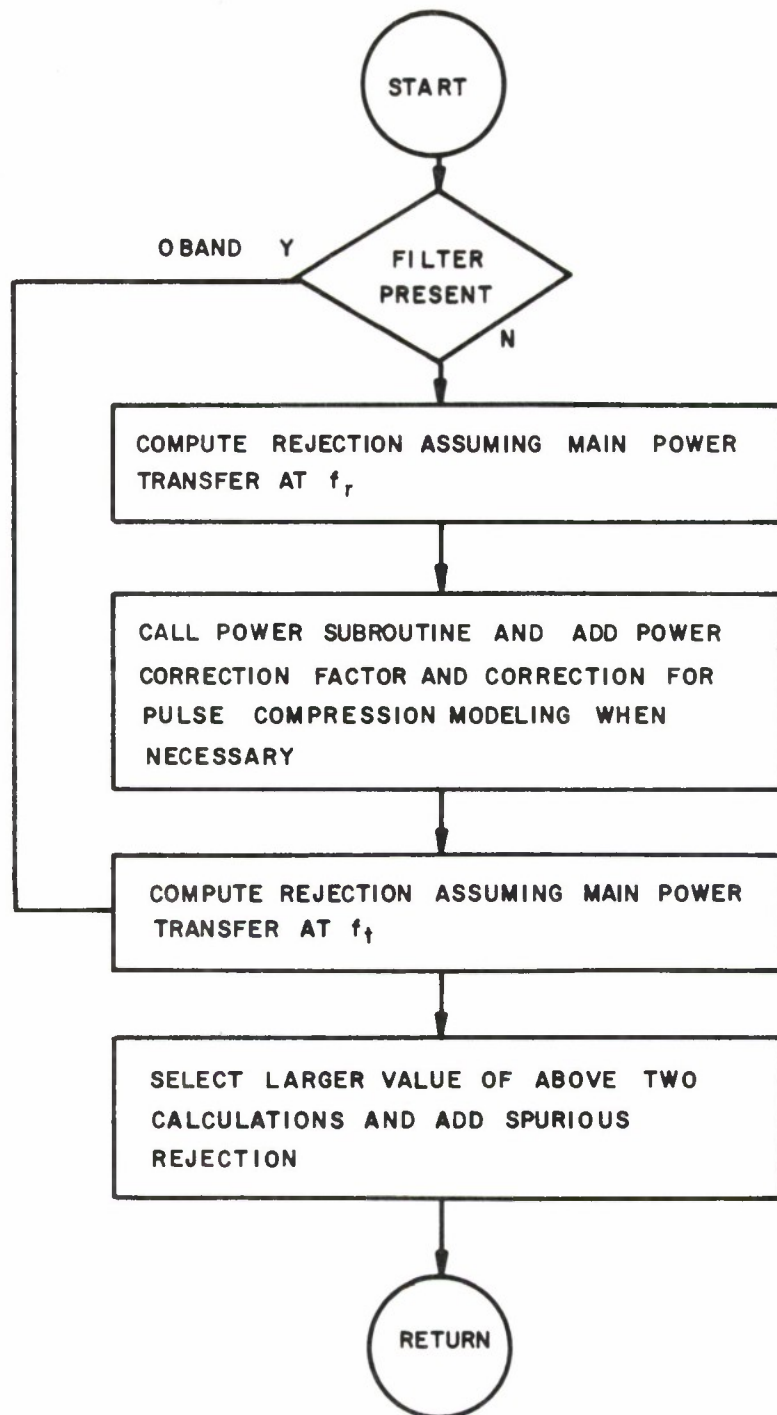 START
O BAND Y
FILTER
PRESENT
N
COMPUTE REJECTION ASSUMING MAIN POWER
TRANSFER AT fr
CALL POWER SUBROUTINE AND ADD POWER
CORRECTION FACTOR AND CORRECTION FOR
PULSE COMPRESSION MODELING WHEN
NECESSARY
COMPUTE REJECTION ASSUMING MAIN POWER
TRANSFER AT ft
SELECT LARGER VALUE OF ABOVE TWO
CALCULATIONS AND ADD SPURIOUS
REJECTION
RETURN